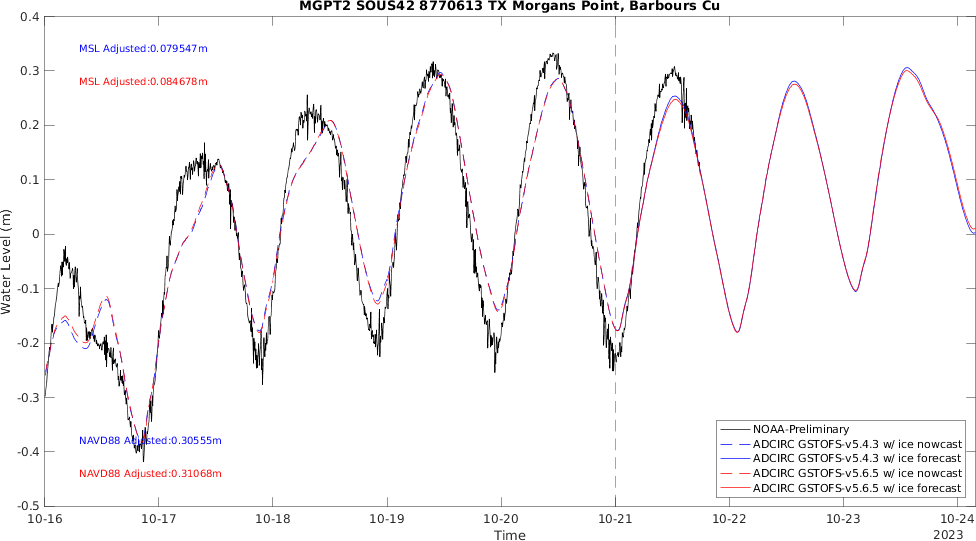 MGPT2 SOUS42 8770613 TX Morgans Point, Barbours Cu
0.4
MSL Adjusted:0.079547m
0.3
MSL Adjusted:0.084678m
0.2
0.1
0
Water Level (m)
-0.1
-0.2
-0.3
NAVD88 Adjusted:0.30555m
-0.4
NAVD88 Adjusted:0.31068m
-0.5
NOAA-Preliminary
ADCIRC GSTOFS-v5.4.3 w/ ice nowcast
ADCIRC GSTOFS-v5.4.3 w/ ice forecast
ADCIRC GSTOFS-v5.6.5 w/ ice nowcast
ADCIRC GSTOFS-v5.6.5 w/ ice forecast
10-16 10-17 10-18 10-19 10-20 10-21 10-22 10-23 10-24
Time 2023